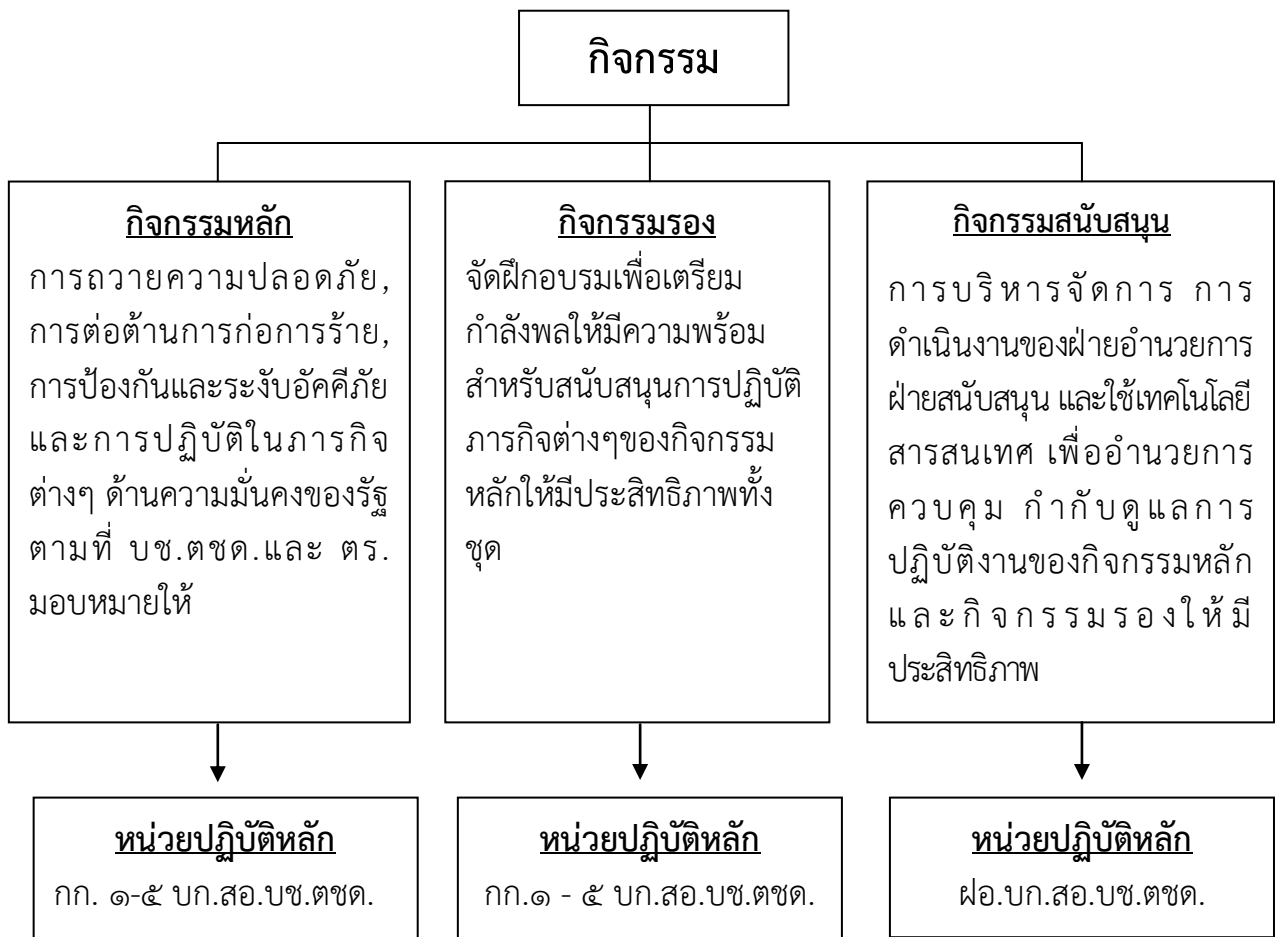 กิจกรรม
กิจกรรมหลัก
การถวายความปลอดภัย,
การต่อต้านการก่อการร้าย,
การป้องกันและระงับอัคคีภัย
และการปฏิบัติในภารกิจ
ต่างๆ ด้านความมั่นคงของรัฐ
ตามที่ บช.ตชด.และ ตร.
มอบหมายให้
กิจกรรมรอง
จัดฝึกอบรมเพื่อเตรียม
กำลังพลให้มีความพร้อม
สำหรับสนับสนุนการปฏิบัติ
ภารกิจต่างๆของกิจกรรม
หลักให้มีประสิทธิภาพทั้ง
ชุด
กิจกรรมสนับสนุน
การบริหารจัดการ การ
ดำเนินงานของฝ่ายอำนวยการ
ฝ่ายสนับสนุน และใช้เทคโนโลยี
สารสนเทศ เพื่ออำนวยการ
ควบคุม กำกับดูแลการ
ปฏิบัติงานของกิจกรรมหลัก
และกิจกรรมรองให้มี
ประสิทธิภาพ
หน่วยปฏิบัติหลัก
กก. ๑-๕ บก.สอ.บช.ตชด.
หน่วยปฏิบัติหลัก
กก.๑ - ๕ บก.สอ.บช.ตชด.
หน่วยปฏิบัติหลัก
ฝอ.บก.สอ.บช.ตชด.